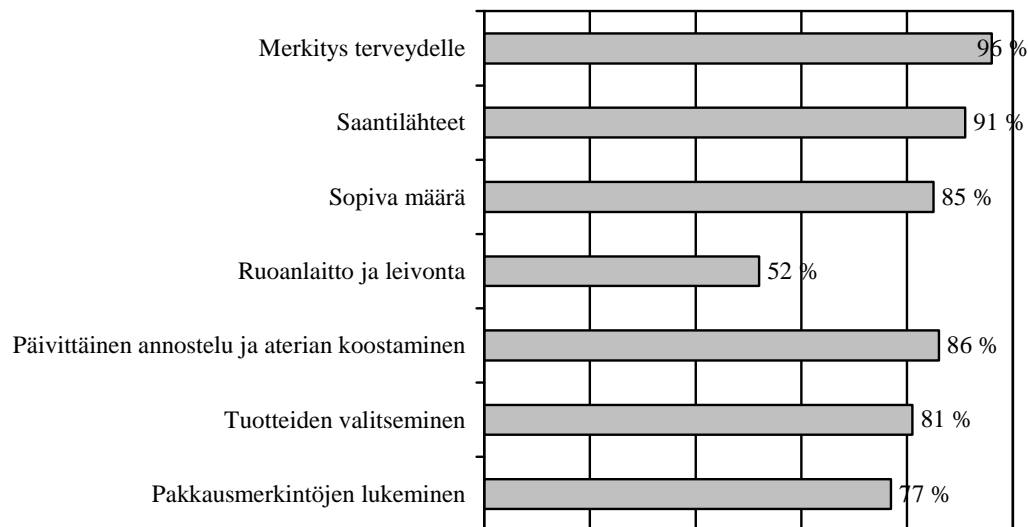 Merkitys terveydelle 96 %
Saantilähteet 91 %
Sopiva määrä 85 %
Ruoanlaitto ja leivonta 52 %
Päivittäinen annostelu ja aterian koostaminen 86 %
Tuotteiden valitseminen 81 %
Pakkausmerkintöjen lukeminen 77 %